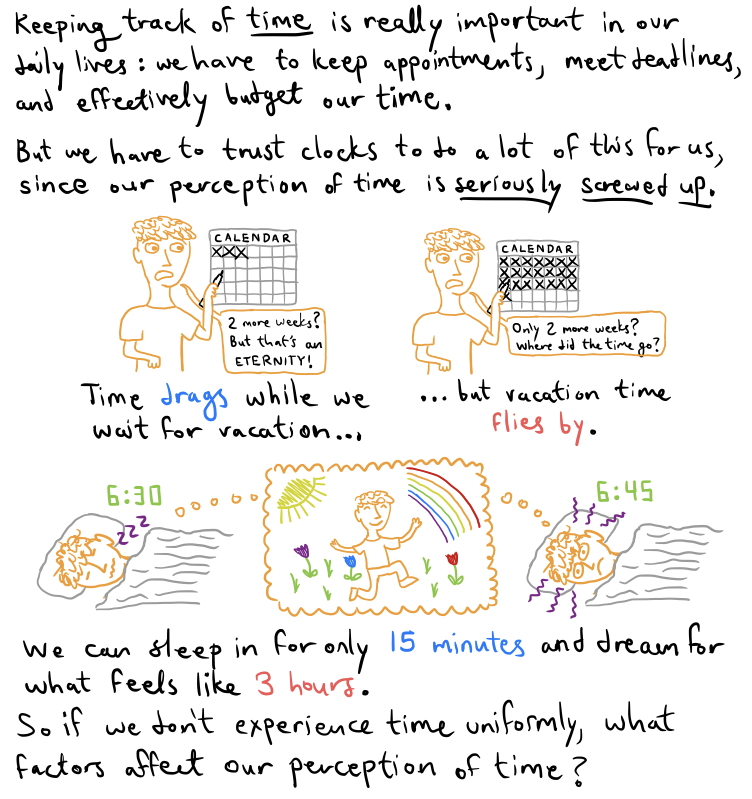 Keeping track of time is really important in our
daily lives: we have to keep appointments, meet deadlines,
and effectively budget our time.
But we have to trust clocks to do a lot of this for us,
since our perception of time is seriously screwed up.
CALENDAR
XXX
2 more weeks?
But that's an
ETERNITY!
CALENDAR
Only 2 more weeks?
Where did the time go?
Time drags while we
wait for vacation...
...but vacation time
flies by.
6:30
zzz
6:45
We can sleep in for only 15 minutes and dream for
what feels like 3 hours.
So if we don't experience time uniformly, what
factors affect our perception of time?